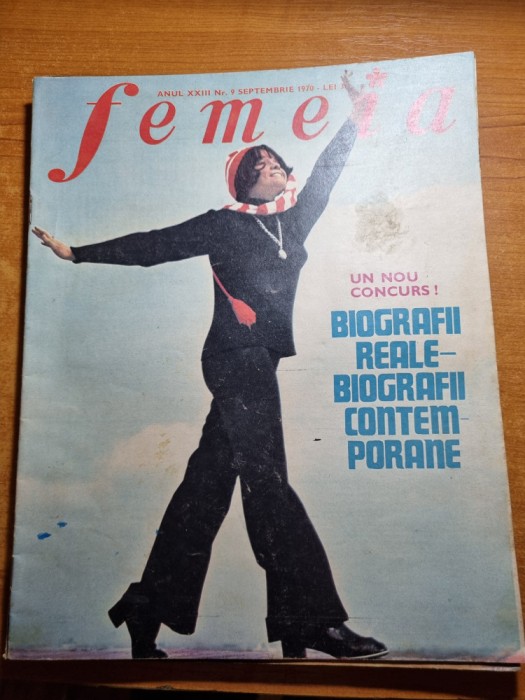 ANUL XXIII Nr. 9 SEPTEMBRIE 1970 - LEI
femeia
UN NOU
CONCURS!
BIOGRAFII
REALE-
BIOGRAFII
CONTEM-
PORANE